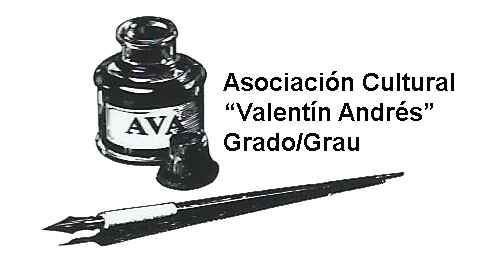 AVA
Asociación Cultural
“Valentín Andrés”
Grado/Grau